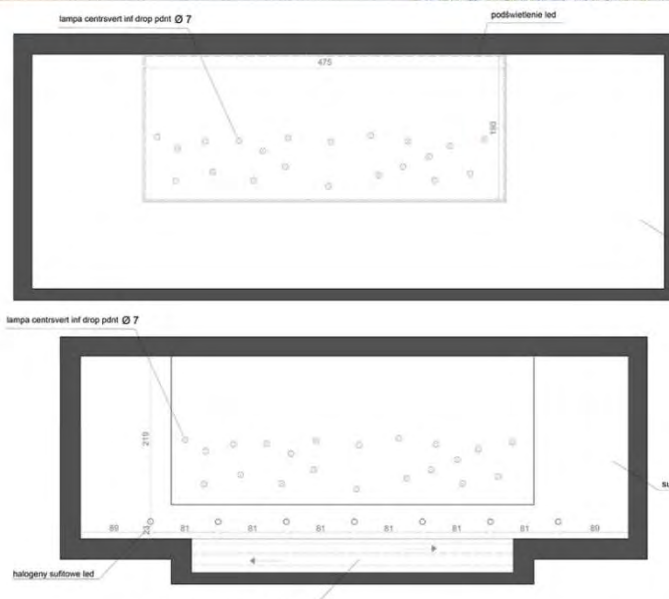 lampa centrsvert inf drop pdnt Ø 7
podświetlenie led
475
190
lampa centrsvert inf drop pdnt Ø 7
219
su
89
23
81
81
81
81
81
81
89
halogeny sufitowe led